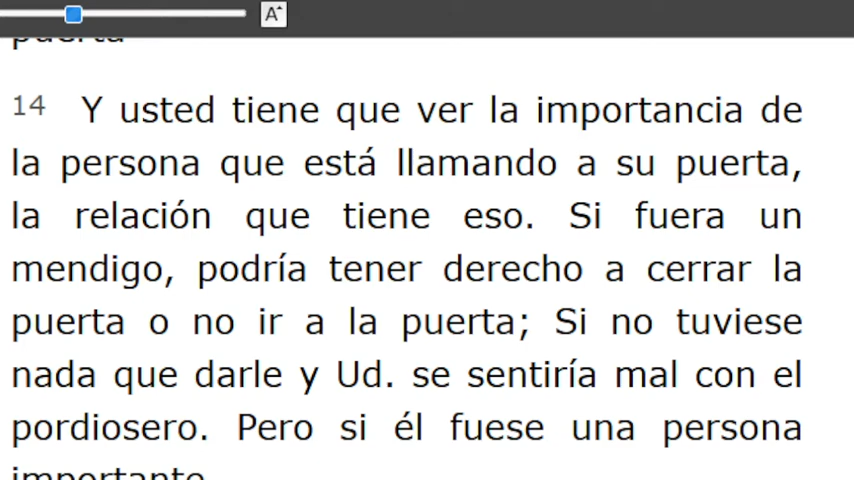 A
puerta
14 Y usted tiene que ver la importancia de
la persona que está llamando a su puerta,
la relación que tiene eso. Si fuera un
mendigo, podría tener derecho a cerrar la
puerta o no ir a la puerta; Si no tuviese
nada que darle y Ud. se sentiría mal con el
pordiosero. Pero si él fuese una persona
importante